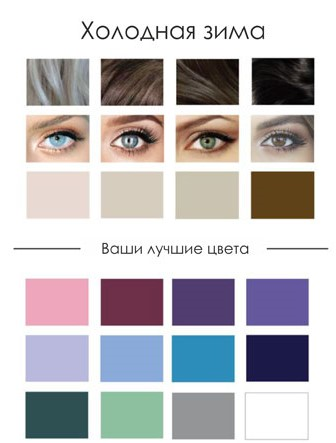 Холодная зима
Ваши лучшие цвета